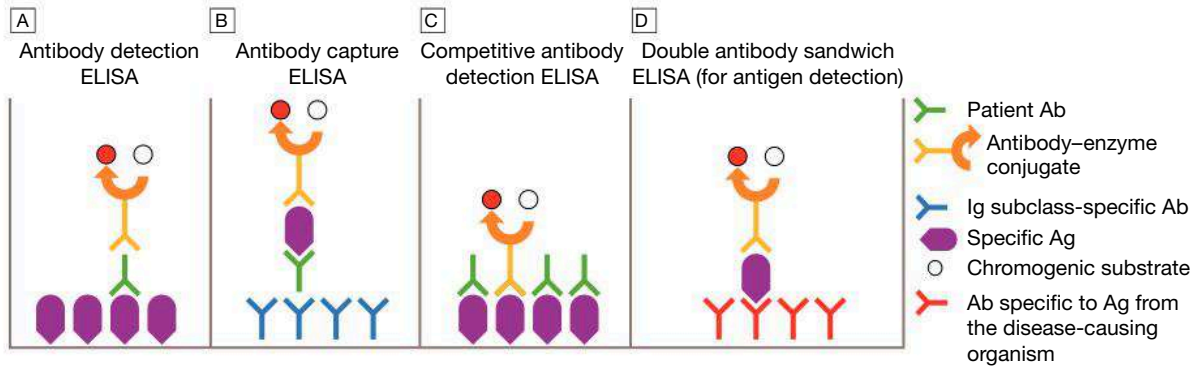 A
Antibody detection
ELISA
B
Antibody capture
ELISA
C
Competitive antibody
detection ELISA
D
Double antibody sandwich
ELISA (for antigen detection)
Patient Ab
Antibody–enzyme
conjugate
Ig subclass-specific Ab
Specific Ag
Chromogenic substrate
Ab specific to Ag from
the disease-causing
organism